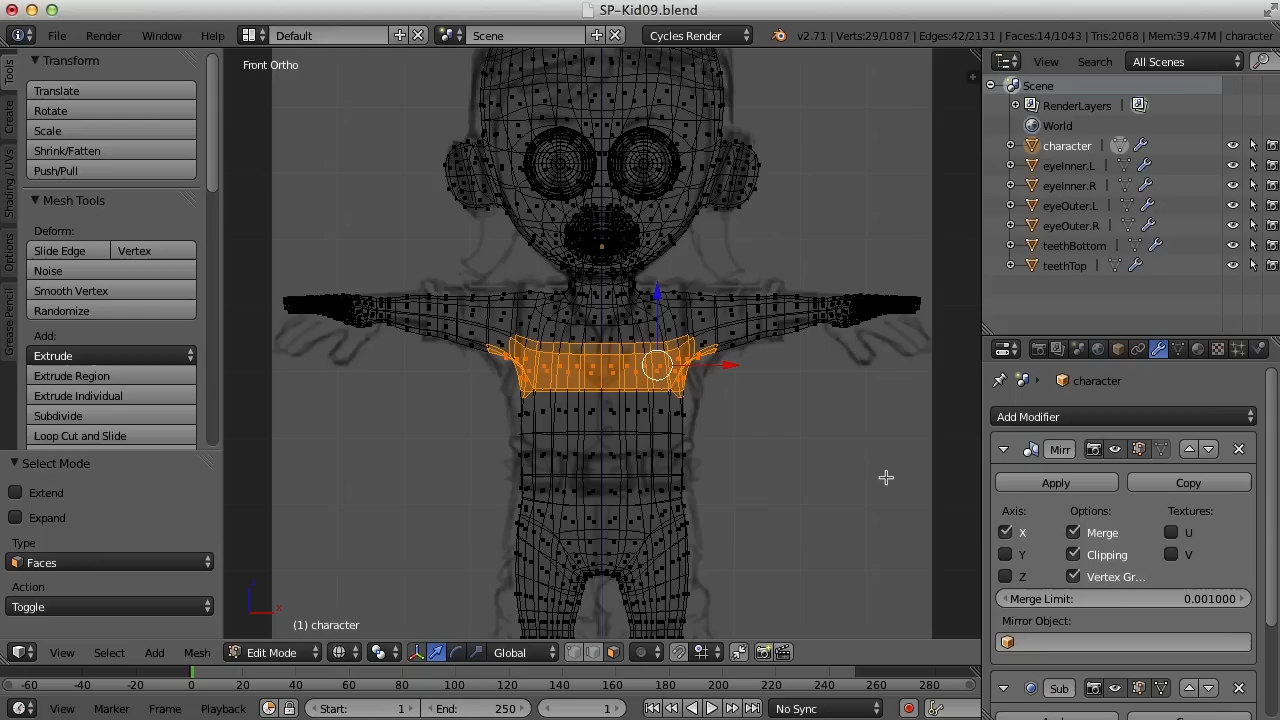 SP-Kid09.blend
File Render Window Help Default Scene Cycles Render v2.71 | Verts:29/1087 | Edges:42/2131 | Faces:14/1043 | Tris:2068 | Mem:39.47M | character
Tools
Create
Shading / UVs
Options
Grease Pencil
Transform
Translate
Rotate
Scale
Shrink/Fatten
Push/Pull
Mesh Tools
Deform:
Slide Edge Vertex
Noise
Smooth Vertex
Randomize
Add:
Extrude
Extrude Region
Extrude Individual
Subdivide
Loop Cut and Slide
Select Mode
Extend
Expand
Type
Faces
Action
Toggle
Front Ortho
x
(1) character
View Select Add Mesh Edit Mode Global
-60 -40 -20 0 20 40 60 80 100 120 140 160 180 200 220 240 260 280
View Marker Frame Playback Start: 1 End: 250 1 No Sync
View Search All Scenes
Scene
RenderLayers |
World
character |
eyeInner.L |
eyeInner.R |
eyeOuter.L |
eyeOuter.R |
teethBottom |
teethTop |
character
Add Modifier
Mirr
Apply Copy
Axis: Options: Textures:
X Merge U
Y Clipping V
Z Vertex Gr...
Merge Limit: 0.001000
Mirror Object:
Sub